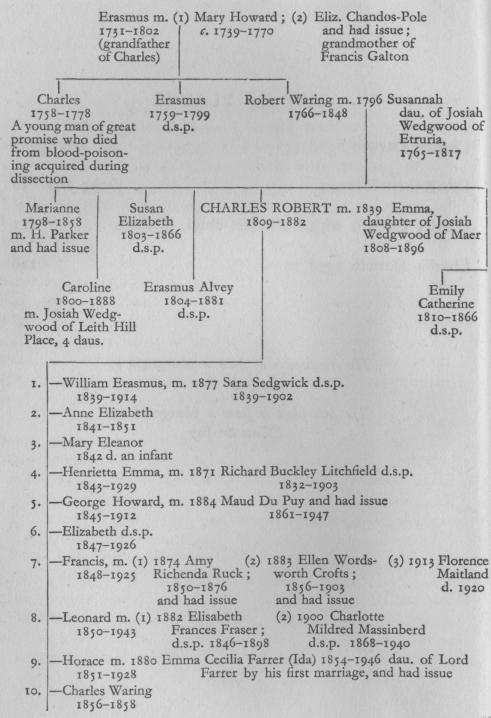 Erasmus m. (1) Mary Howard ; (2) Eliz. Chandos-Pole
1731–1802 c. 1739–1770 and had issue ;
(grandfather grandmother of
of Charles) Francis Galton
Charles Erasmus Robert Waring m. 1796 Susannah
1758–1778 1759–1799 1766–1848 dau. of Josiah
A young man of great d.s.p. Wedgwood of
promise who died Etruria,
from blood-poison- 1765–1817
ing acquired during
dissection
Marianne Susan CHARLES ROBERT m. 1839 Emma,
1798–1858 Elizabeth 1809–1882 daughter of Josiah
m. H. Parker 1803–1866 Wedgwood of Maer
and had issue d.s.p. 1808–1896
Caroline Erasmus Alvey Emily
1800–1888 1804–1881 Catherine
m. Josiah Wedg- d.s.p. 1810–1866
wood of Leith Hill d.s.p.
Place, 4 daus.
1. —William Erasmus, m. 1877 Sara Sedgwick d.s.p.
1839–1914 1839–1902
2. —Anne Elizabeth
1841–1851
3. —Mary Eleanor
1842 d. an infant
4. —Henrietta Emma, m. 1871 Richard Buckley Litchfield d.s.p.
1843–1929 1832–1903
5. —George Howard, m. 1884 Maud Du Puy and had issue
1845–1912 1861–1947
6. —Elizabeth d.s.p.
1847–1926
7. —Francis, m. (1) 1874 Amy (2) 1883 Ellen Words- (3) 1913 Florence
1848–1925 Richenda Ruck ; worth Crofts ; Maitland
1850–1876 1856–1903 d. 1920
and had issue and had issue
8. —Leonard m. (1) 1882 Elisabeth (2) 1900 Charlotte
1850–1943 Frances Fraser ; Mildred Massinberd
d.s.p. 1846–1898 d.s.p. 1868–1940
9. —Horace m. 1880 Emma Cecilia Farrer (Ida) 1854–1946 dau. of Lord
1851–1928 Farrer by his first marriage, and had issue
10. —Charles Waring
1856–1858